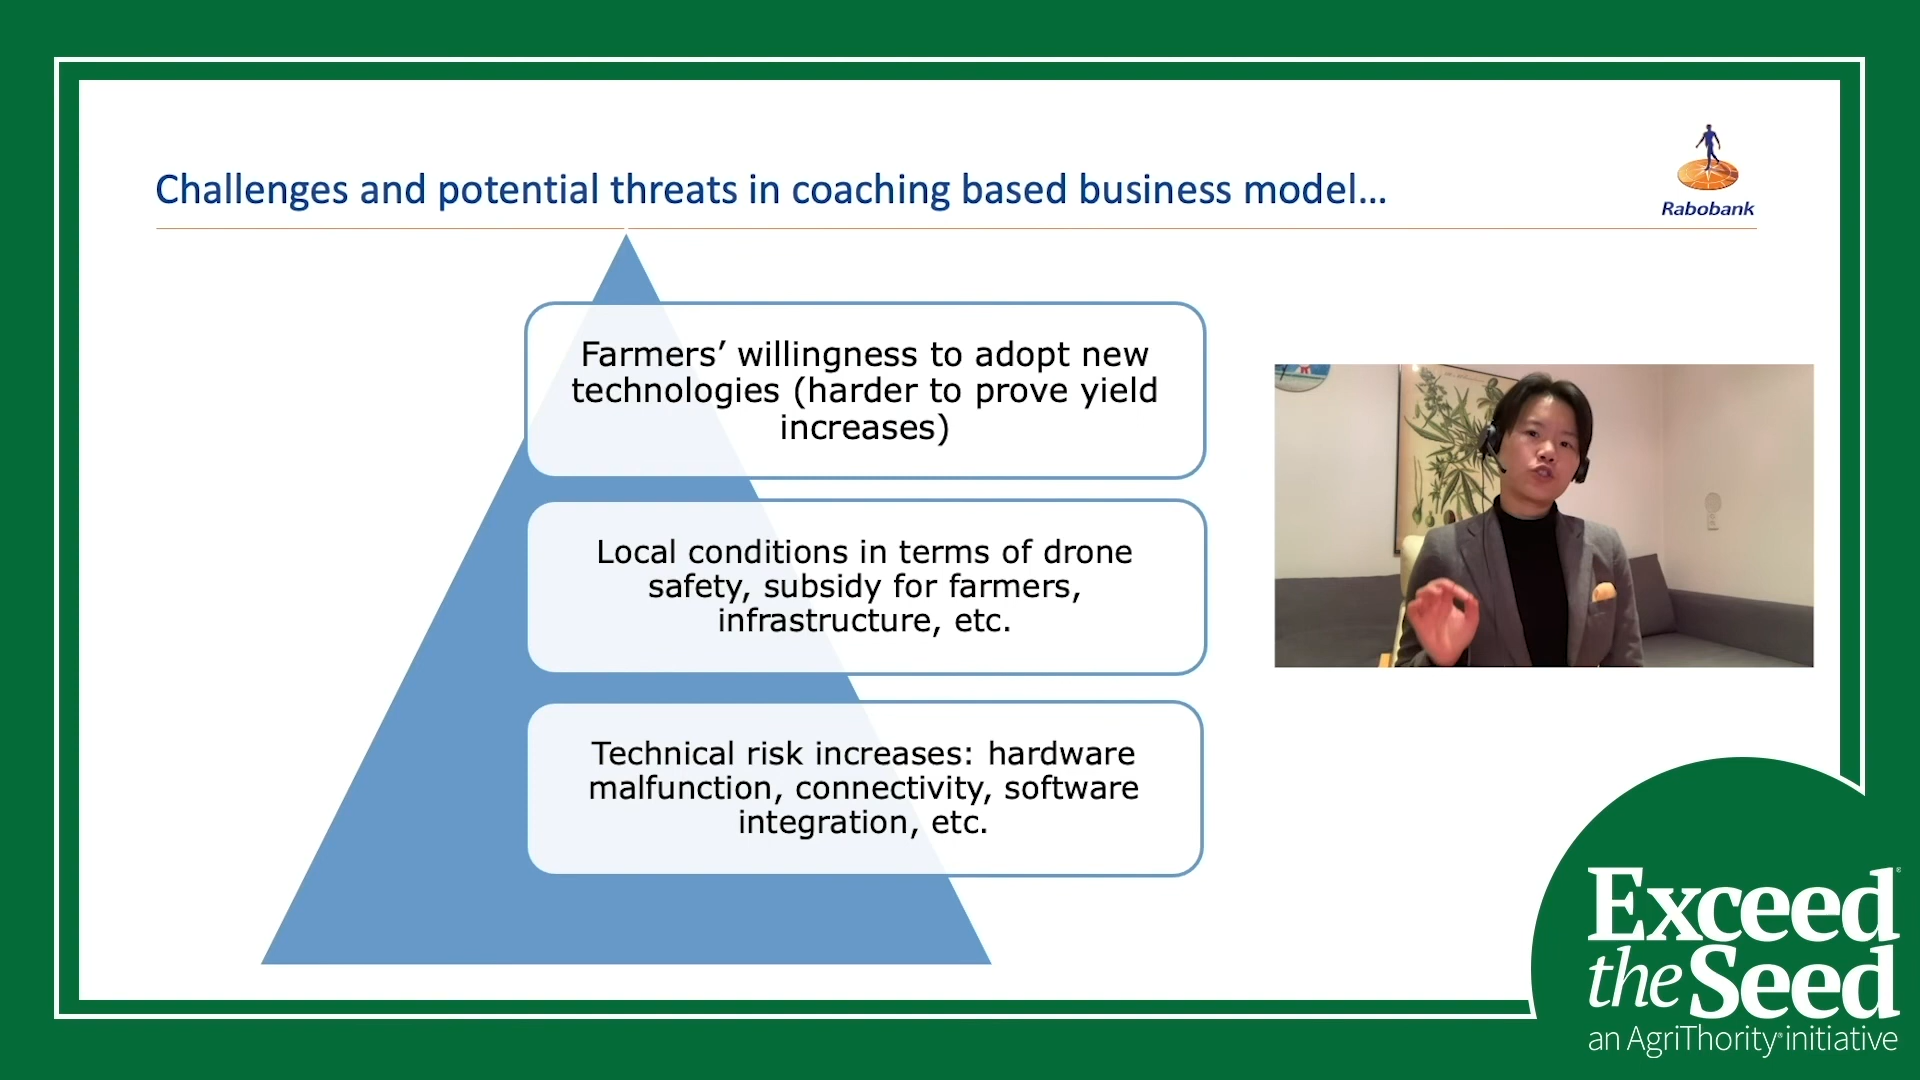 Challenges and potential threats in coaching based business model...
Rabobank
Farmers’ willingness to adopt new
technologies (harder to prove yield
increases)
Local conditions in terms of drone
safety, subsidy for farmers,
infrastructure, etc.
Technical risk increases: hardware
malfunction, connectivity, software
integration, etc.
Exceed
the Seed
an AgriThority® initiative